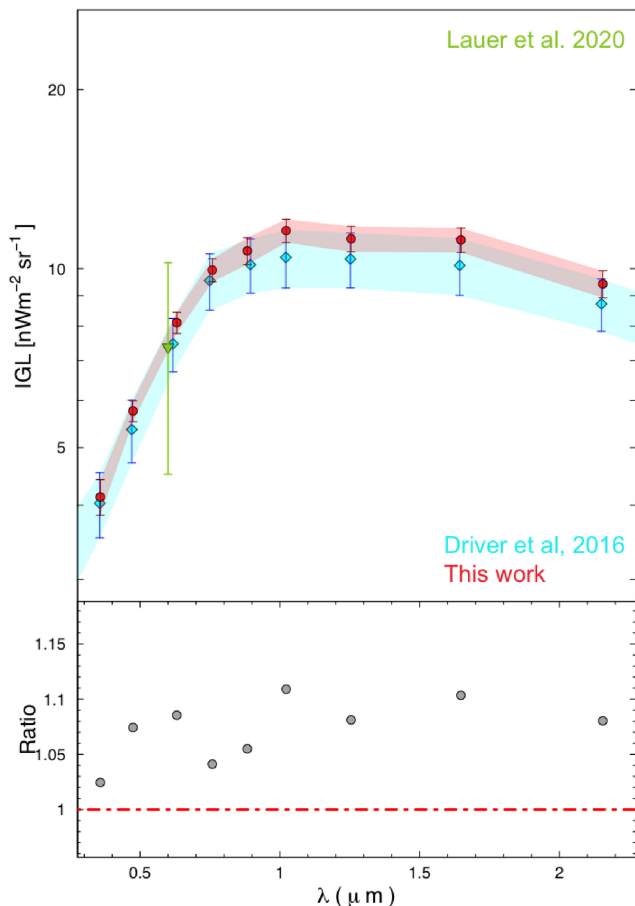 Lauer et al. 2020
20
10
5
IGL [nWm⁻² sr⁻¹]
Driver et al, 2016
This work
1.15
1.1
1.05
1
Ratio
0.5
1
1.5
2
λ ( μ m )